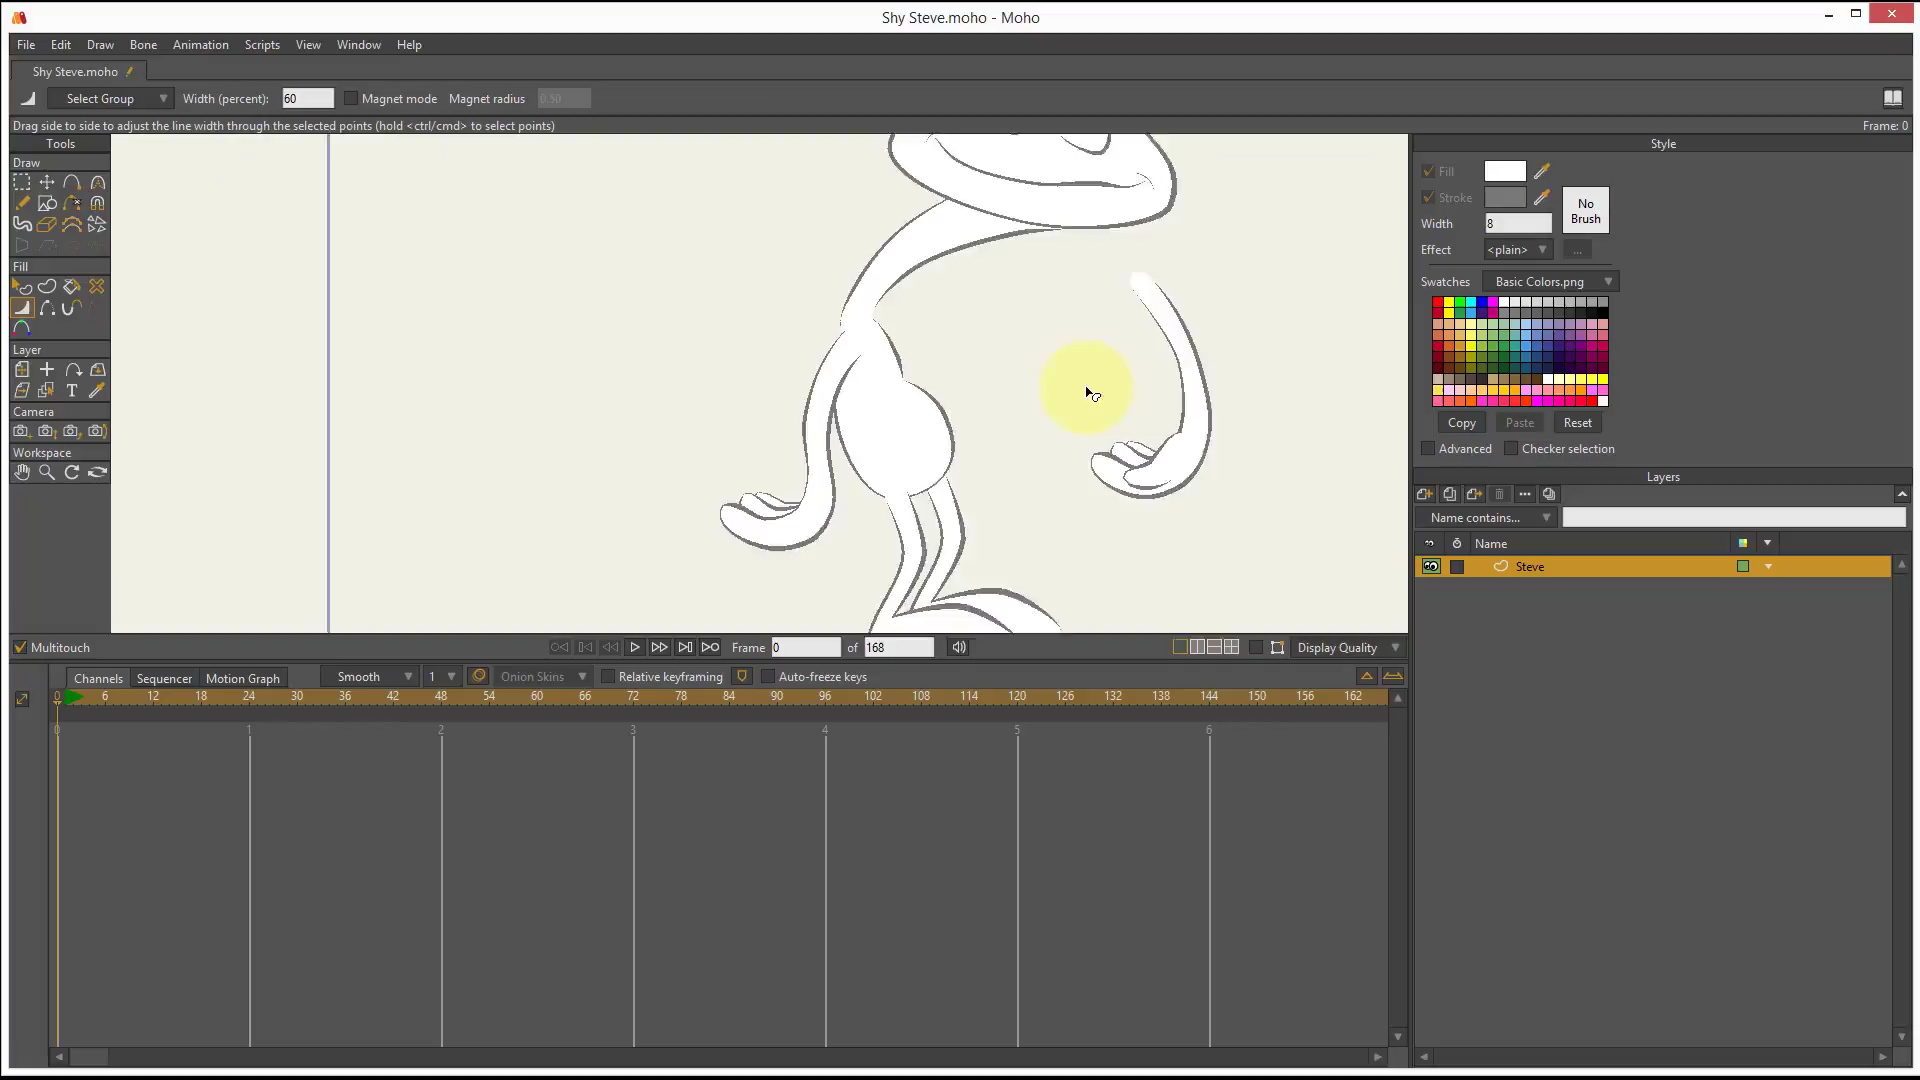 Shy Steve.moho - Moho
File Edit Draw Bone Animation Scripts View Window Help
Shy Steve.moho
Select Group Width (percent): 60 Magnet mode Magnet radius 0.50
Drag side to side to adjust the line width through the selected points (hold <ctrl/cmd> to select points) Frame: 0
Tools
Draw
Fill
Layer
T
Camera
Workspace
Style
Fill
Stroke
No
Brush
Width 8
Effect <plain> ...
Swatches Basic Colors.png
Copy Paste Reset
Advanced Checker selection
Layers
Name contains...
Name
Steve
Multitouch Frame 0 of 168 Display Quality
Channels Sequencer Motion Graph Smooth 1 Onion Skins Relative keyframing Auto-freeze keys
0 6 12 18 24 30 36 42 48 54 60 66 72 78 84 90 96 102 108 114 120 126 132 138 144 150 156 162
0 1 2 3 4 5 6